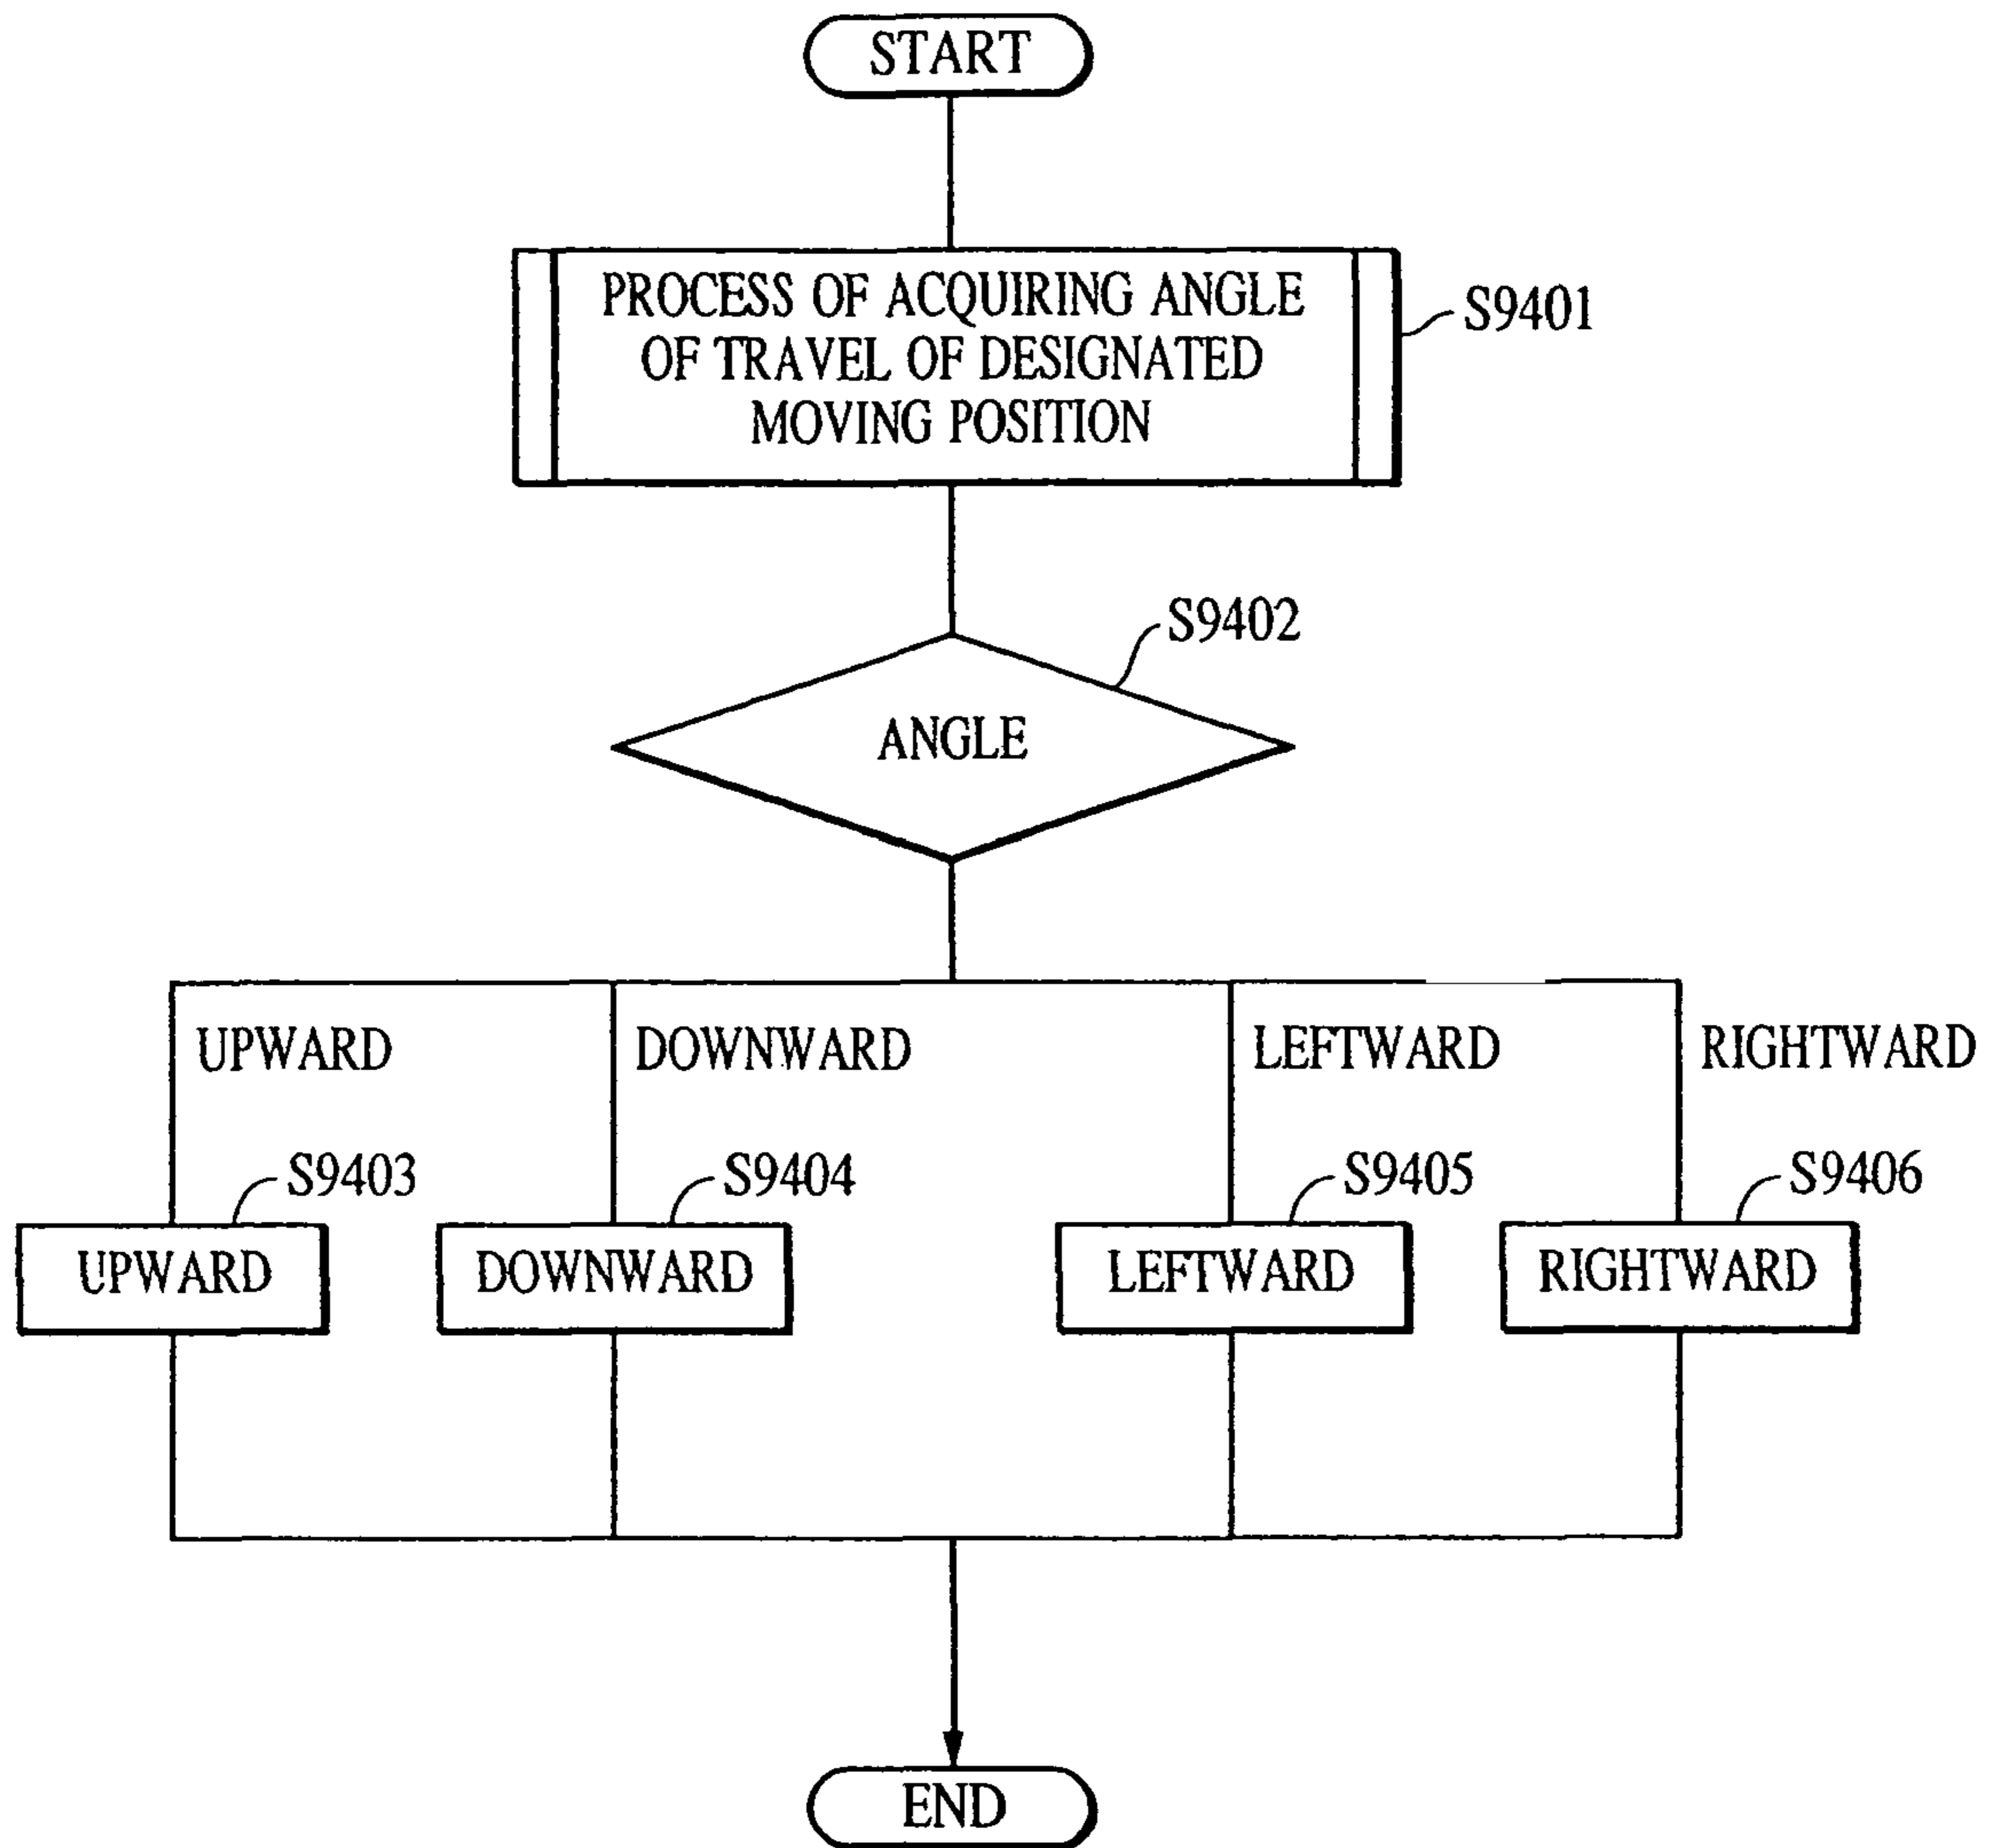 START
PROCESS OF ACQUIRING ANGLE
OF TRAVEL OF DESIGNATED
MOVING POSITION
S9401
S9402
ANGLE
UPWARD
DOWNWARD
LEFTWARD
RIGHTWARD
S9403
S9404
S9405
S9406
UPWARD
DOWNWARD
LEFTWARD
RIGHTWARD
END